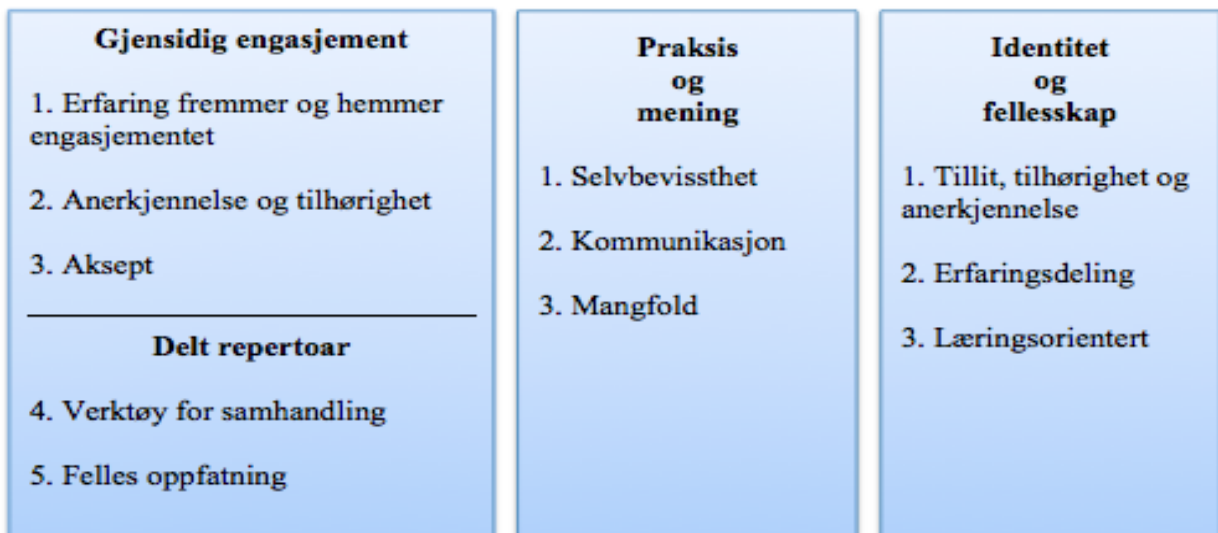 Gjensidig engasjement
1. Erfaring fremmer og hemmer
engasjementet
2. Anerkjennelse og tilhørighet
3. Aksept
Delt repertoar
4. Verktøy for samhandling
5. Felles oppfatning
Praksis
og
mening
1. Selvbevissthet
2. Kommunikasjon
3. Mangfold
Identitet
og
fellesskap
1. Tillit, tilhørighet og
anerkjennelse
2. Erfaringsdeling
3. Læringsorientert